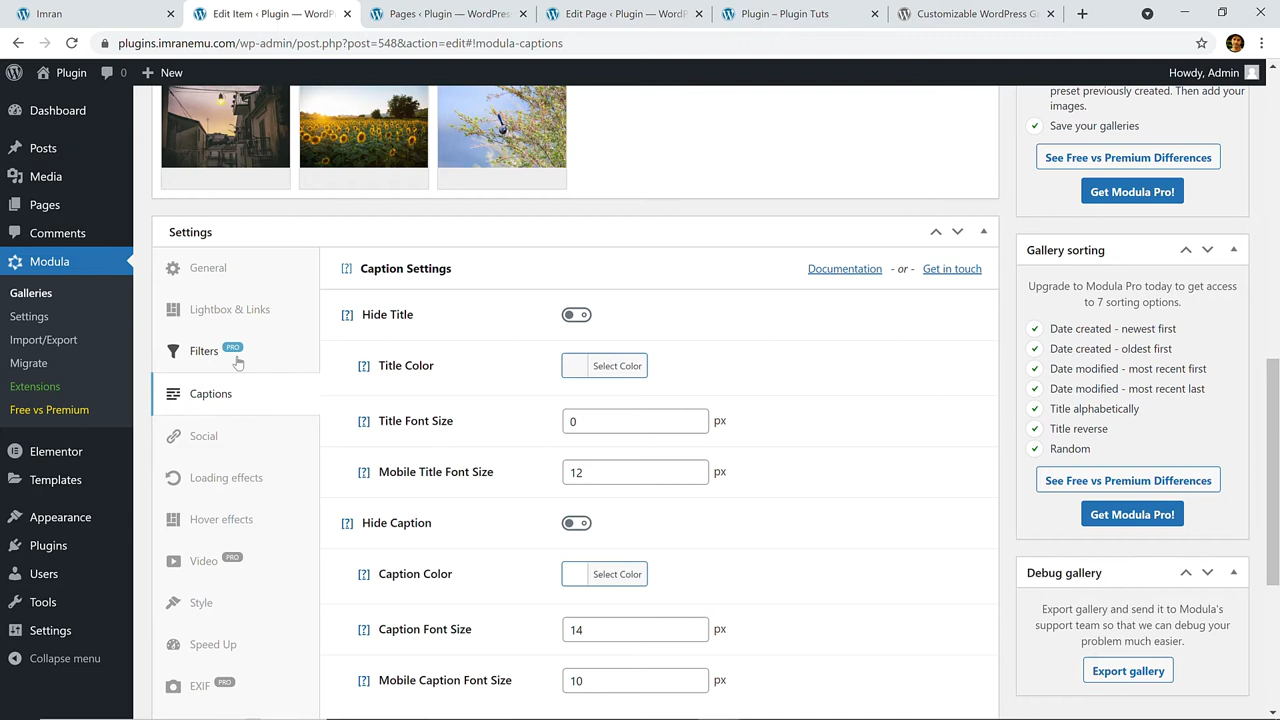 Imran
Edit Item ‹ Plugin — WordPr
Pages ‹ Plugin — WordPress
Edit Page ‹ Plugin — WordPr
Plugin – Plugin Tuts
Customizable WordPress Ga
plugins.imranemu.com/wp-admin/post.php?post=548&action=edit#!modula-captions
Plugin
0
New
Howdy, Admin
Dashboard
Posts
Media
Pages
Comments
Modula
Galleries
Settings
Import/Export
Migrate
Extensions
Free vs Premium
Elementor
Templates
Appearance
Plugins
Users
Tools
Settings
Collapse menu
Settings
General
Lightbox & Links
Filters PRO
Captions
Social
Loading effects
Hover effects
Video PRO
Style
Speed Up
EXIF PRO
[?] Caption Settings
Documentation - or - Get in touch
[?] Hide Title
[?] Title Color Select Color
[?] Title Font Size 0 px
[?] Mobile Title Font Size 12 px
[?] Hide Caption
[?] Caption Color Select Color
[?] Caption Font Size 14 px
[?] Mobile Caption Font Size 10 px
preset previously created. Then add your
images.
Save your galleries
See Free vs Premium Differences
Get Modula Pro!
Gallery sorting
Upgrade to Modula Pro today to get access
to 7 sorting options.
Date created - newest first
Date created - oldest first
Date modified - most recent first
Date modified - most recent last
Title alphabetically
Title reverse
Random
See Free vs Premium Differences
Get Modula Pro!
Debug gallery
Export gallery and send it to Modula's
support team so that we can debug your
problem much easier.
Export gallery